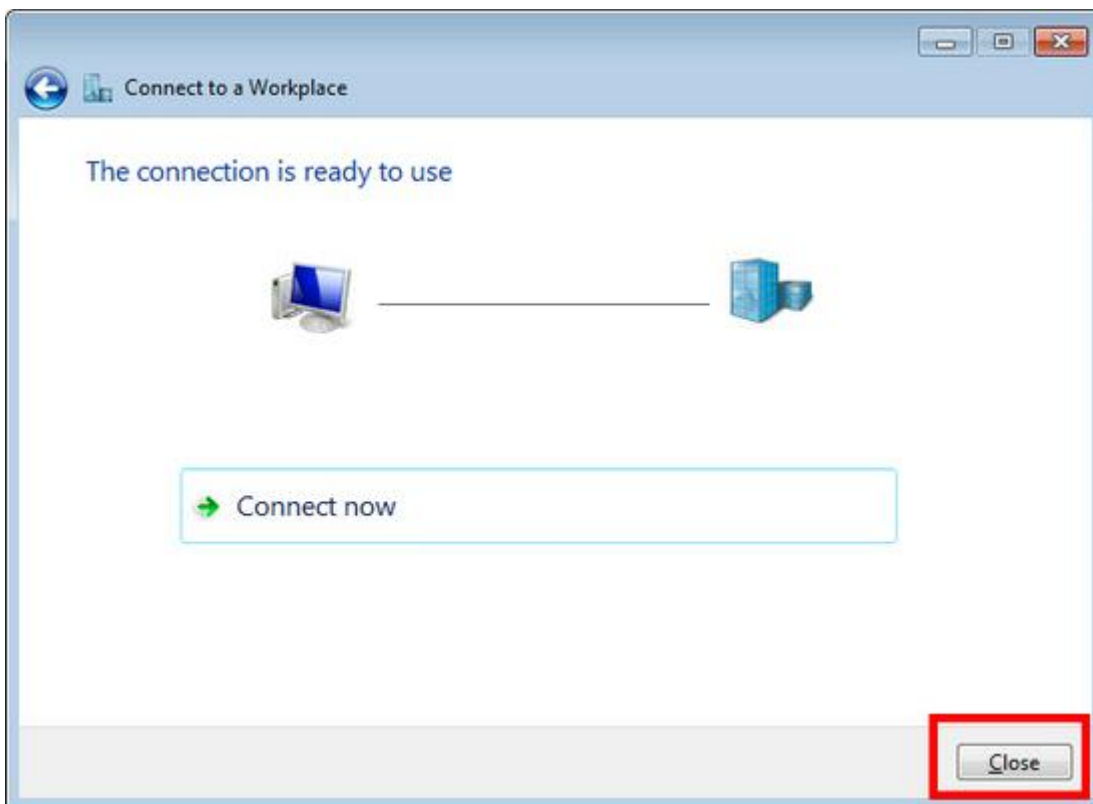 Connect to a Workplace
The connection is ready to use
Connect now
Close